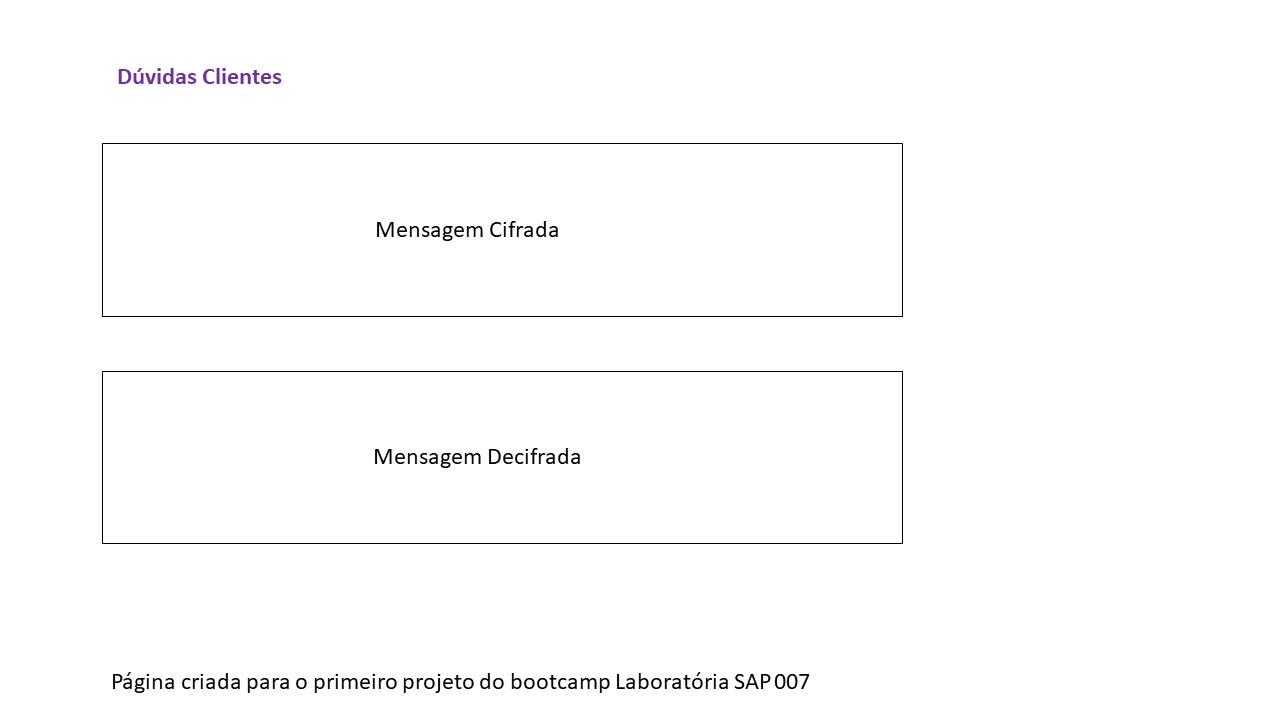 Dúvidas Clientes
Mensagem Cifrada
Mensagem Decifrada
Página criada para o primeiro projeto do bootcamp Laboratória SAP 007